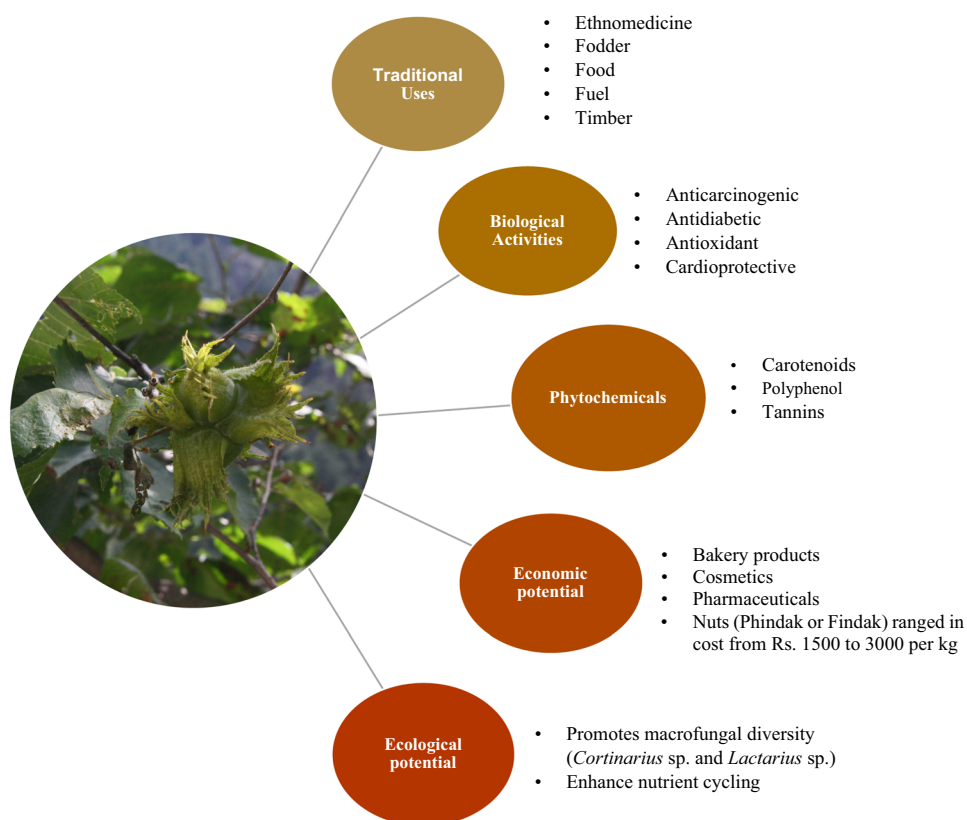 Traditional
Uses
• Ethnomedicine
• Fodder
• Food
• Fuel
• Timber
Biological
Activities
• Anticarcinogenic
• Antidiabetic
• Antioxidant
• Cardioprotective
Phytochemicals
• Carotenoids
• Polyphenol
• Tannins
Economic
potential
• Bakery products
• Cosmetics
• Pharmaceuticals
• Nuts (Phindak or Findak) ranged in
cost from Rs. 1500 to 3000 per kg
Ecological
potential
• Promotes macrofungal diversity
(Cortinarius sp. and Lactarius sp.)
• Enhance nutrient cycling